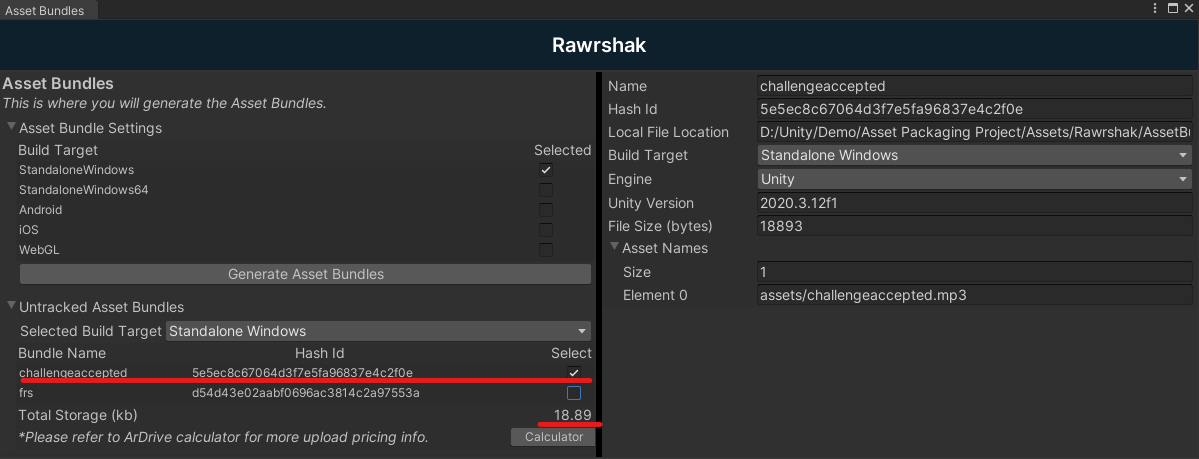 Asset Bundles
Rawrshak
Asset Bundles
This is where you will generate the Asset Bundles.
Asset Bundle Settings
Build Target Selected
StandaloneWindows
StandaloneWindows64
Android
iOS
WebGL
Generate Asset Bundles
Untracked Asset Bundles
Selected Build Target Standalone Windows
Bundle Name Hash Id Select
challengeaccepted 5e5ec8c67064d3f7e5fa96837e4c2f0e
frs d54d43e02aabf0696ac3814c2a97553a
Total Storage (kb) 18.89
*Please refer to ArDrive calculator for more upload pricing info. Calculator
Name challengeaccepted
Hash Id 5e5ec8c67064d3f7e5fa96837e4c2f0e
Local File Location D:/Unity/Demo/Asset Packaging Project/Assets/Rawrshak/AssetBu
Build Target Standalone Windows
Engine Unity
Unity Version 2020.3.12f1
File Size (bytes) 18893
Asset Names
Size 1
Element 0 assets/challengeaccepted.mp3